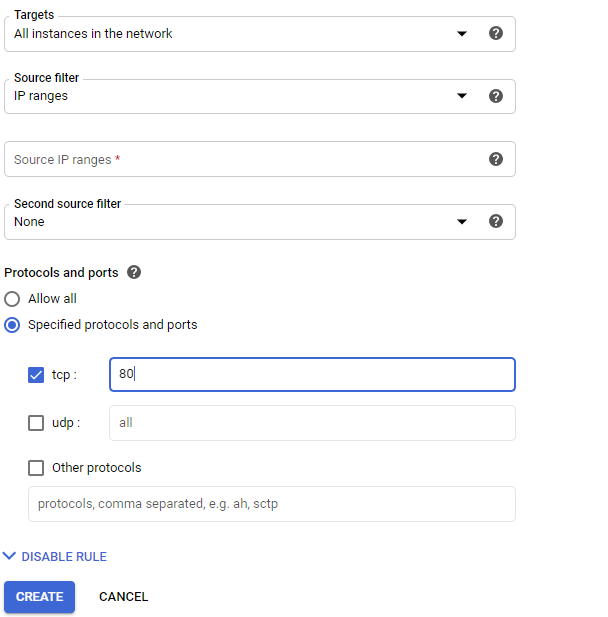 Targets
All instances in the network
Source filter
IP ranges
Source IP ranges *
Second source filter
None
Protocols and ports
Allow all
Specified protocols and ports
tcp : 80
udp : all
Other protocols
protocols, comma separated, e.g. ah, sctp
DISABLE RULE
CREATE CANCEL